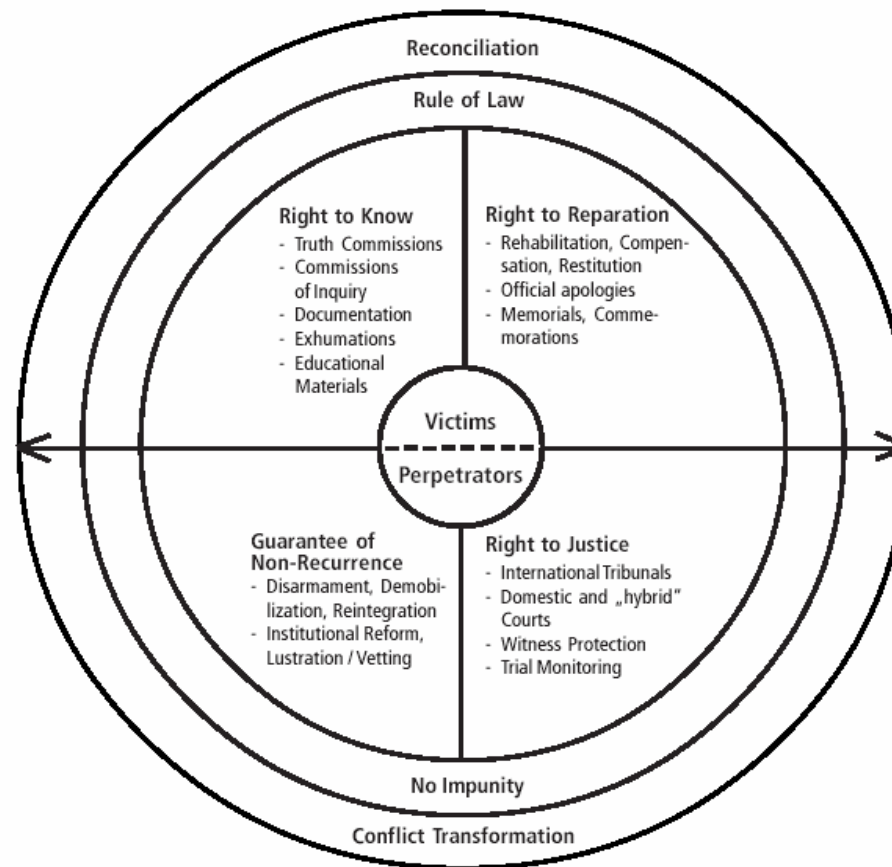 Reconciliation
Rule of Law
Right to Know
- Truth Commissions
- Commissions
of Inquiry
- Documentation
- Exhumations
- Educational
Materials
Right to Reparation
- Rehabilitation, Compen-
sation, Restitution
- Official apologies
- Memorials, Comme-
morations
Victims
Perpetrators
Guarantee of
Non-Recurrence
- Disarmament, Demobi-
lization, Reintegration
- Institutional Reform,
Lustration / Vetting
Right to Justice
- International Tribunals
- Domestic and „hybrid"
Courts
- Witness Protection
- Trial Monitoring
No Impunity
Conflict Transformation